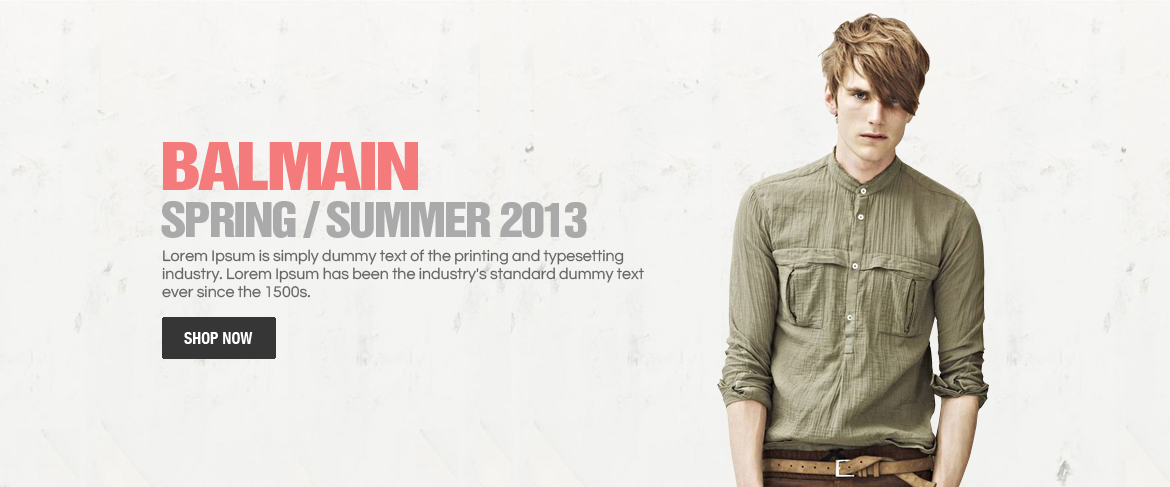 BALMAIN
SPRING / SUMMER 2013
Lorem Ipsum is simply dummy text of the printing and typesetting
industry. Lorem Ipsum has been the industry's standard dummy text
ever since the 1500s.
SHOP NOW